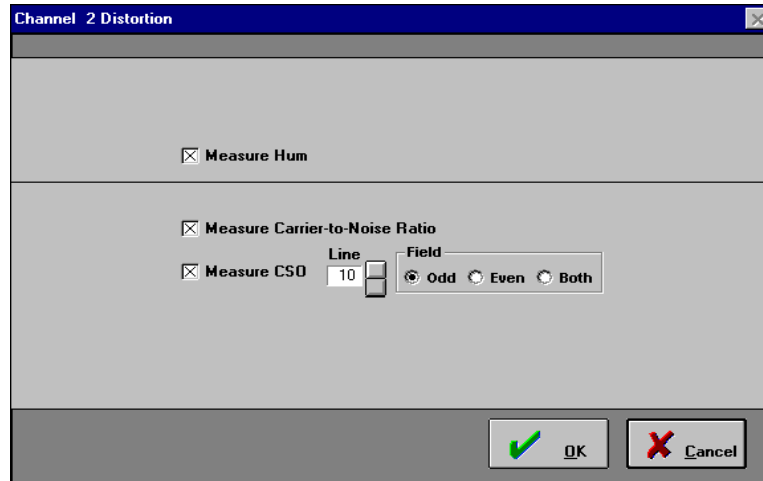 Channel 2 Distortion
Measure Hum
Measure Carrier-to-Noise Ratio
Line
Field
Measure CSO
10
Odd
Even
Both
OK
Cancel